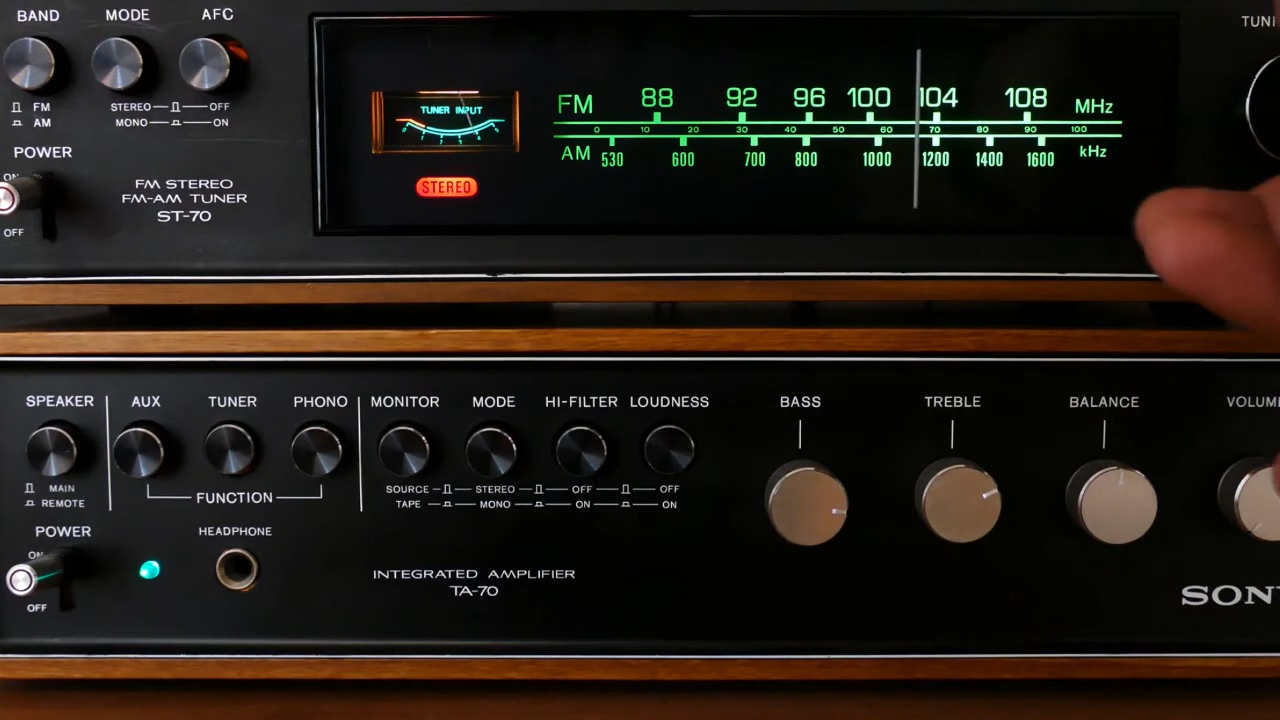 BAND MODE AFC
TUNI
FM
AM
STEREO OFF
MONO ON
POWER
ON
OFF
FM STEREO
FM-AM TUNER
ST-70
TUNER INPUT
STEREO
FM 88 92 96 100 104 108 MHz
0 10 20 30 40 50 60 70 80 90 100
AM 530 600 700 800 1000 1200 1400 1600 kHz
SPEAKER AUX TUNER PHONO MONITOR MODE HI-FILTER LOUDNESS BASS TREBLE BALANCE VOLUM
MAIN
REMOTE
FUNCTION
SOURCE STEREO OFF OFF
TAPE MONO ON ON
POWER
ON
OFF
HEADPHONE
INTEGRATED AMPLIFIER
TA-70
SONY